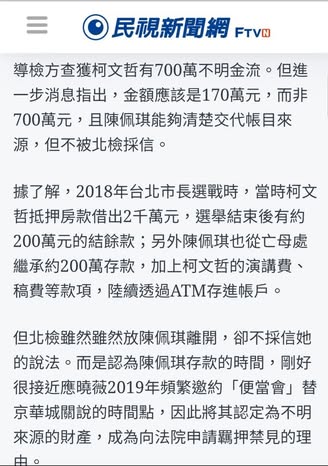 民視新聞網 FTVN
導檢方查獲柯文哲有700萬不明金流。但進
一步消息指出，金額應該是170萬元，而非
700萬元，且陳佩琪能夠清楚交代帳目來
源，但不被北檢採信。
據了解，2018年台北市長選戰時，當時柯文
哲抵押房款借出2千萬元，選舉結束後有約
200萬元的結餘款；另外陳佩琪也從亡母處
繼承約200萬存款，加上柯文哲的演講費、
稿費等款項，陸續透過ATM存進帳戶。
但北檢雖然雖然放陳佩琪離開，卻不採信她
的說法。而是認為陳佩琪存款的時間，剛好
很接近應曉薇2019年頻繁邀約「便當會」替
京華城關說的時間點，因此將其認定為不明
來源的財產，成為向法院申請羈押禁見的理
由。